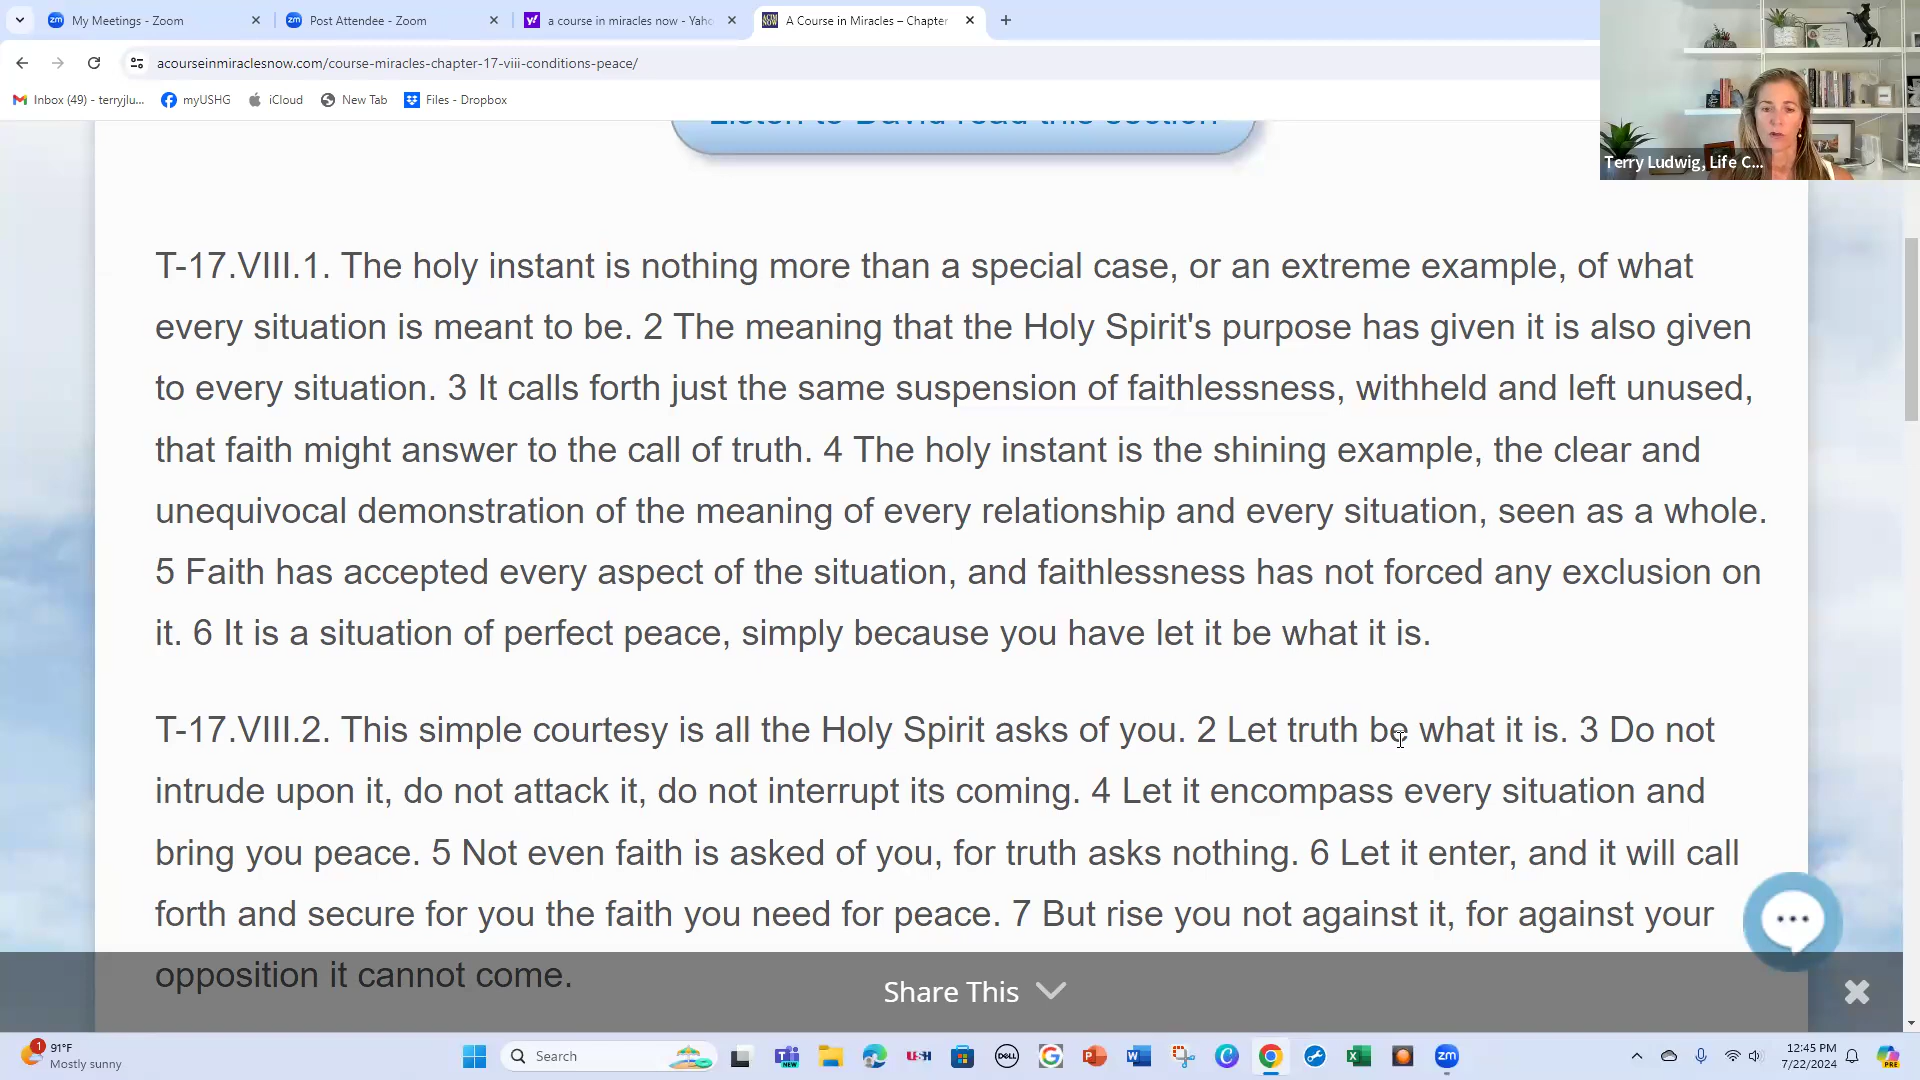 My Meetings - Zoom
Post Attendee - Zoom
a course in miracles now - Yaho
A Course in Miracles – Chapter
acourseinmiraclesnow.com/course-miracles-chapter-17-viii-conditions-peace/
Inbox (49) - terryjlu...
myUSHG
iCloud
New Tab
Files - Dropbox
Terry Ludwig, Life C...
Listen to David read this section
T-17.VIII.1. The holy instant is nothing more than a special case, or an extreme example, of what
every situation is meant to be. 2 The meaning that the Holy Spirit's purpose has given it is also given
to every situation. 3 It calls forth just the same suspension of faithlessness, withheld and left unused,
that faith might answer to the call of truth. 4 The holy instant is the shining example, the clear and
unequivocal demonstration of the meaning of every relationship and every situation, seen as a whole.
5 Faith has accepted every aspect of the situation, and faithlessness has not forced any exclusion on
it. 6 It is a situation of perfect peace, simply because you have let it be what it is.
T-17.VIII.2. This simple courtesy is all the Holy Spirit asks of you. 2 Let truth be what it is. 3 Do not
intrude upon it, do not attack it, do not interrupt its coming. 4 Let it encompass every situation and
bring you peace. 5 Not even faith is asked of you, for truth asks nothing. 6 Let it enter, and it will call
forth and secure for you the faith you need for peace. 7 But rise you not against it, for against your
opposition it cannot come.
Share This
91°F
Mostly sunny
Search
12:45 PM
7/22/2024